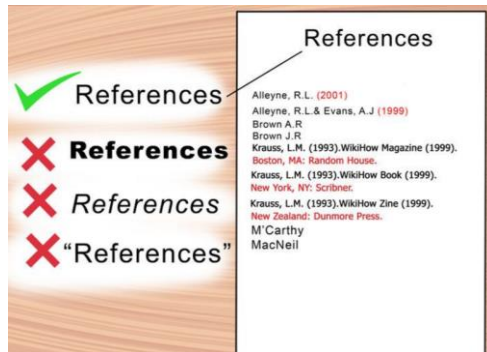 References
References
References
"References"
References
Alleyne, R.L. (2001)
Alleyne, R.L.& Evans, A.J (1999)
Brown A.R
Brown J.R
Krauss, L.M. (1993).WikiHow Magazine (1999).
Boston, MA: Random House.
Krauss, L.M. (1993).WikiHow Book (1999).
New York, NY: Scribner.
Krauss, L.M. (1993).WikiHow Zine (1999).
New Zealand: Dunmore Press.
M'Carthy
MacNeil